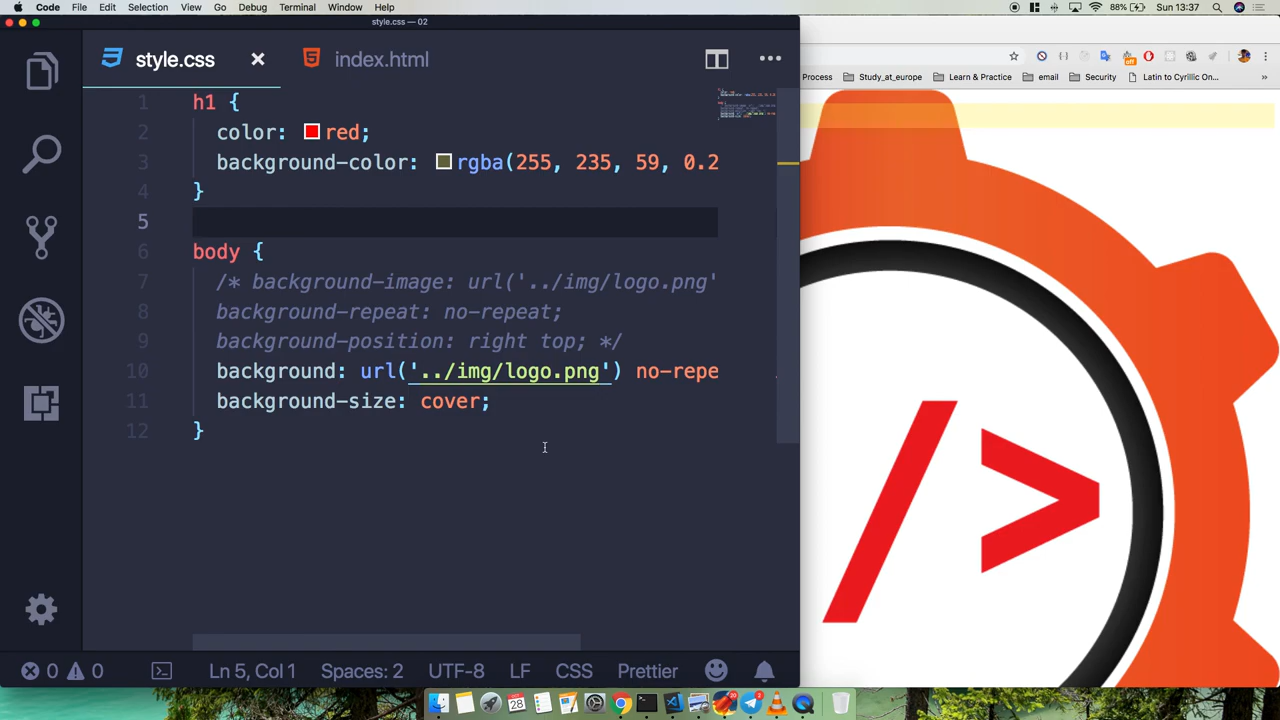 Code File Edit Selection View Go Debug Terminal Window Help 88% Sun 13:37
style.css — 02
style.css index.html
Process Study_at_europe Learn & Practice email Security Latin to Cyrillic On...
off
1 h1 {
2 color: red;
3 background-color: rgba(255, 235, 59, 0.2
4 }
5
6 body {
7 /* background-image: url('../img/logo.png'
8 background-repeat: no-repeat;
9 background-position: right top; */
10 background: url('../img/logo.png') no-repe
11 background-size: cover;
12 }
/>
0 0 Ln 5, Col 1 Spaces: 2 UTF-8 LF CSS Prettier
28